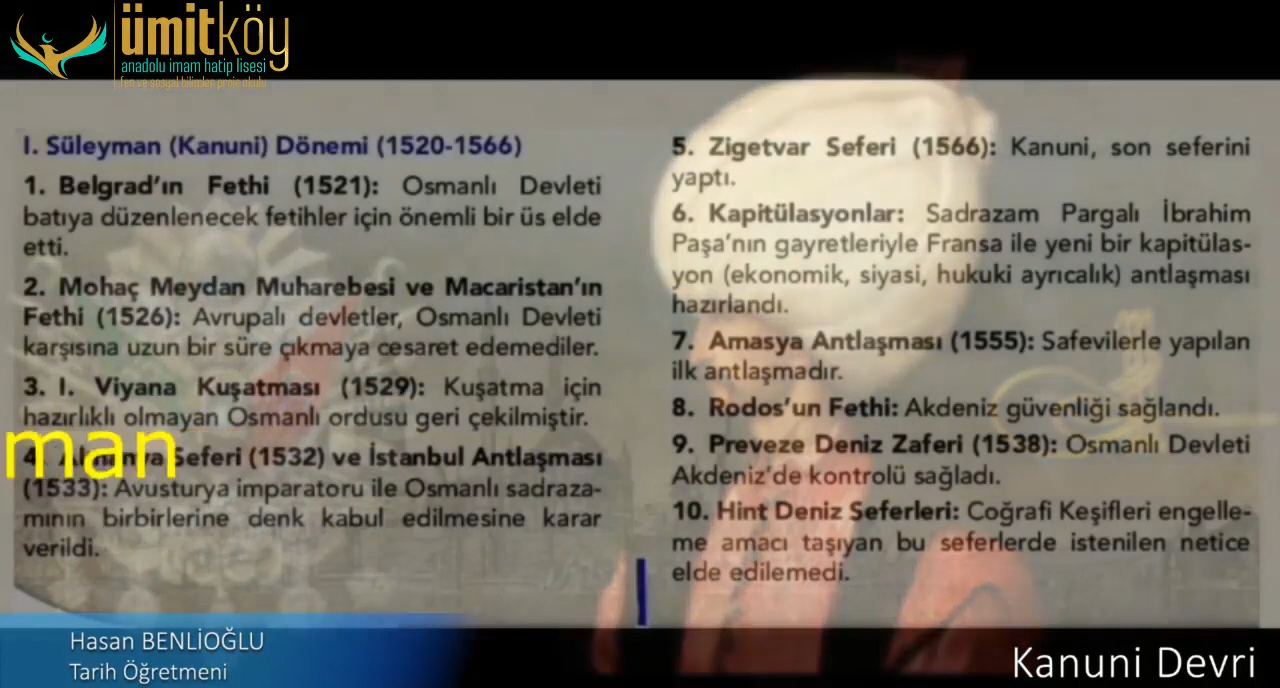 ümitköy
anadolu imam hatip lisesi
fen ve sosyal bilimler proje okulu
I. Süleyman (Kanuni) Dönemi (1520-1566)
1. Belgrad'ın Fethi (1521): Osmanlı Devleti
batıya düzenlenecek fetihler için önemli bir üs elde
etti.
2. Mohaç Meydan Muharebesi ve Macaristan'ın
Fethi (1526): Avrupalı devletler, Osmanlı Devleti
karşısına uzun bir süre çıkmaya cesaret edemediler.
3. I. Viyana Kuşatması (1529): Kuşatma için
hazırlıklı olmayan Osmanlı ordusu geri çekilmiştir.
man
4. Almanya Seferi (1532) ve İstanbul Antlaşması
(1533): Avusturya imparatoru ile Osmanlı sadraza-
mının birbirlerine denk kabul edilmesine karar
verildi.
5. Zigetvar Seferi (1566): Kanuni, son seferini
yaptı.
6. Kapitülasyonlar: Sadrazam Pargalı İbrahim
Paşa'nın gayretleriyle Fransa ile yeni bir kapitülas-
yon (ekonomik, siyasi, hukuki ayrıcalık) antlaşması
hazırlandı.
7. Amasya Antlaşması (1555): Safevilerle yapılan
ilk antlaşmadır.
8. Rodos'un Fethi: Akdeniz güvenliği sağlandı.
9. Preveze Deniz Zaferi (1538): Osmanlı Devleti
Akdeniz'de kontrolü sağladı.
10. Hint Deniz Seferleri: Coğrafi Keşifleri engelle-
me amacı taşıyan bu seferlerde istenilen netice
elde edilemedi.
Hasan BENLİOĞLU
Tarih Öğretmeni
Kanuni Devri